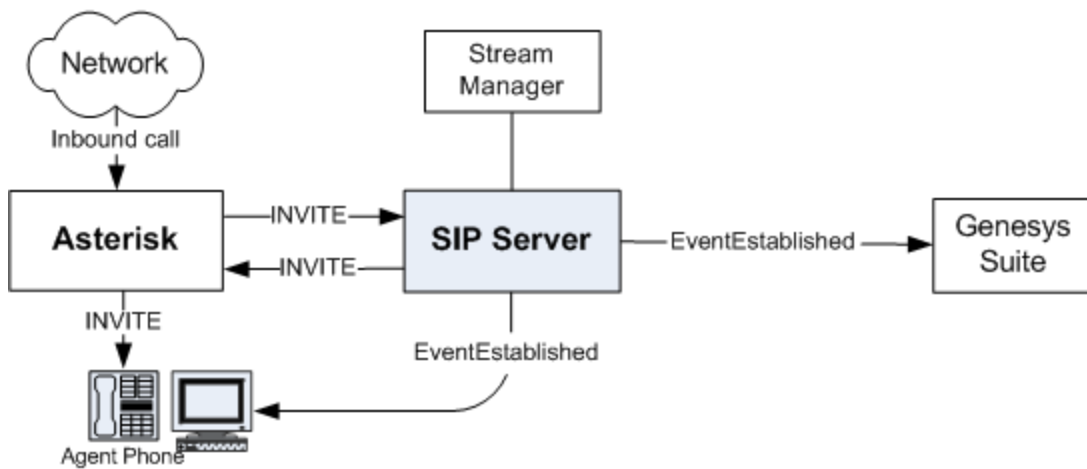 Network
Stream
Manager
Inbound call
Asterisk
INVITE
SIP Server
INVITE
EventEstablished
Genesys
Suite
INVITE
EventEstablished
Agent Phone